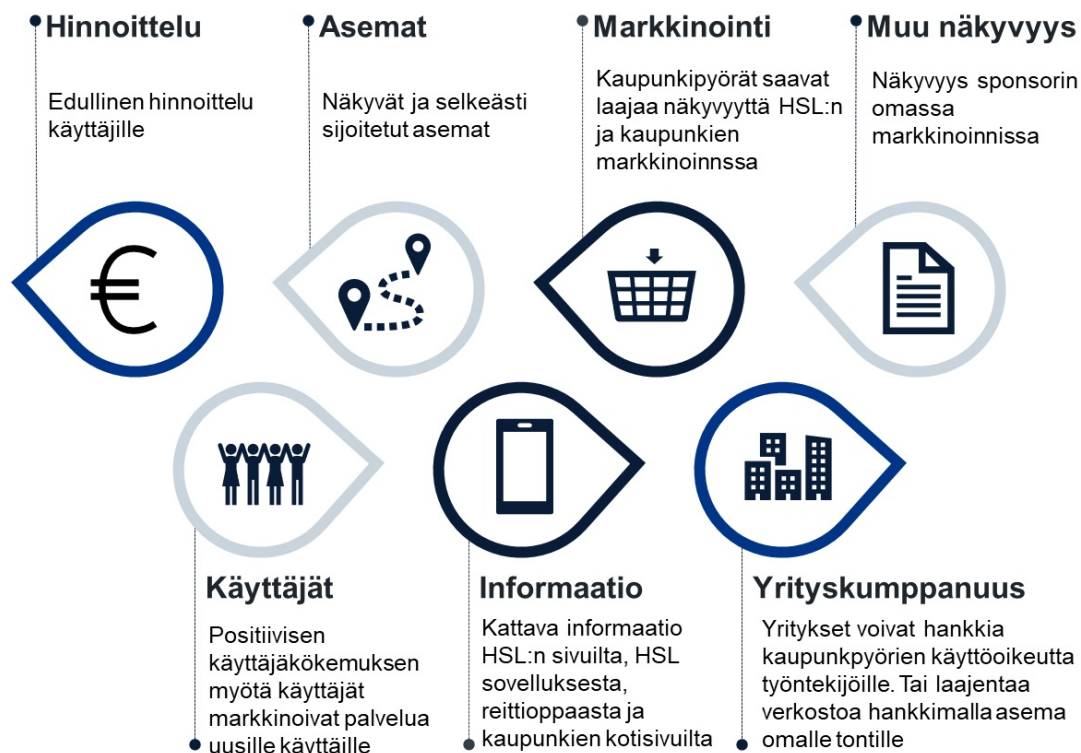 Hinnoittelu
Edullinen hinnoittelu
käyttäjille
Asemat
Näkyvät ja selkeästi
sijoitetut asemat
Markkinointi
Kaupunkipyörät saavat
laajaa näkyvyyttä HSL:n
ja kaupunkien
markkinoinnssa
Muu näkyvyys
Näkyvyys sponsorin
omassa
markkinoinnissa
Käyttäjät
Positiivisen
käyttäjäkökemuksen
myötä käyttäjät
markkinoivat palvelua
uusille käyttäille
Informaatio
Kattava informaatio
HSL:n sivuilta, HSL
sovelluksesta,
reittioppaasta ja
kaupunkien kotisivuilta
Yrityskumppanuus
Yritykset voivat hankkia
kaupunkpyörien käyttöoikeutta
työntekijöille. Tai laajentaa
verkostoa hankkimalla asema
omalle tontille